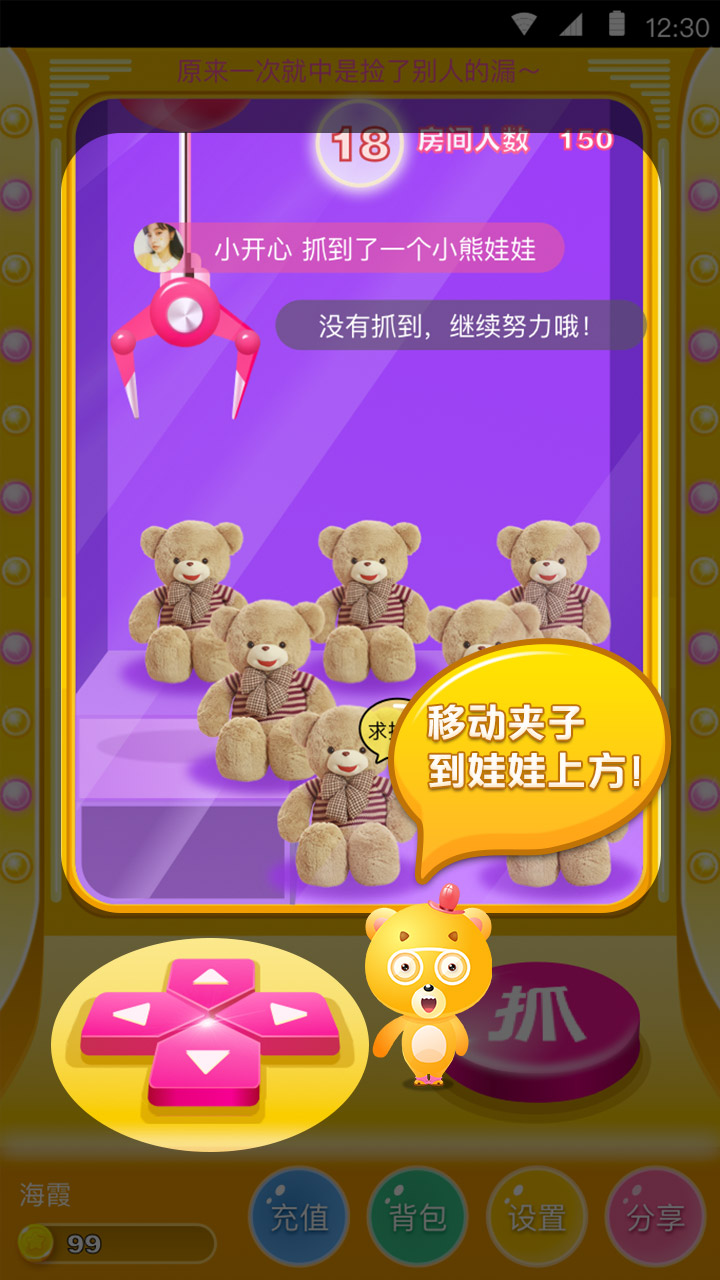 12:30
原来一次就中是捡了别人的漏～
18 房间人数 150
小开心 抓到了一个小熊娃娃
没有抓到，继续努力哦！
求
移动夹子
到娃娃上方！
抓
海霞
99
充值 背包 设置 分享